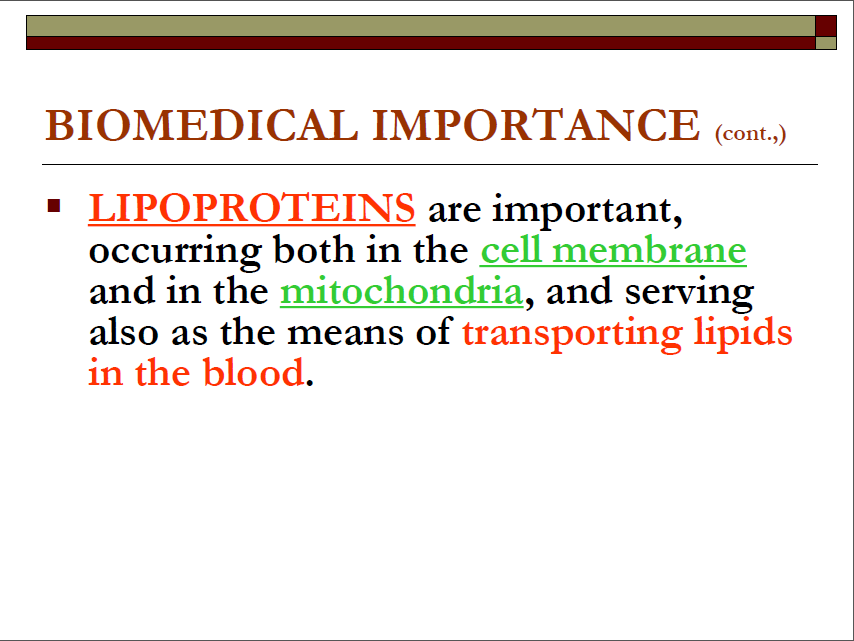 BIOMEDICAL IMPORTANCE (cont.,)
LIPOPROTEINS are important,
occurring both in the cell membrane
and in the mitochondria, and serving
also as the means of transporting lipids
in the blood.